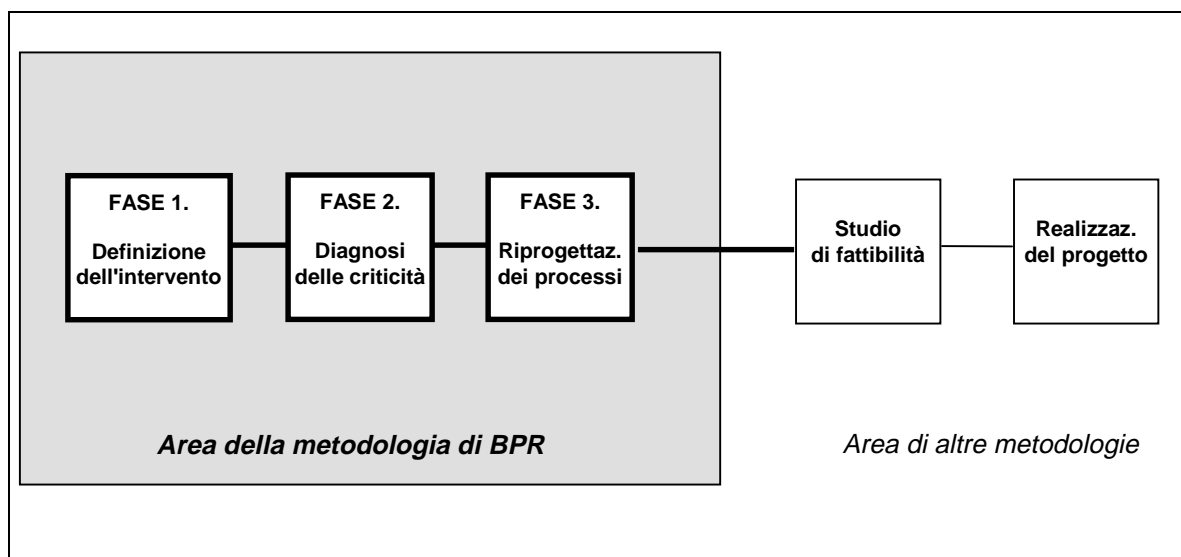 FASE 1.
Definizione
dell'intervento
FASE 2.
Diagnosi
delle criticità
FASE 3.
Riprogettaz.
dei processi
Studio
di fattibilità
Realizzaz.
del progetto
Area della metodologia di BPR
Area di altre metodologie